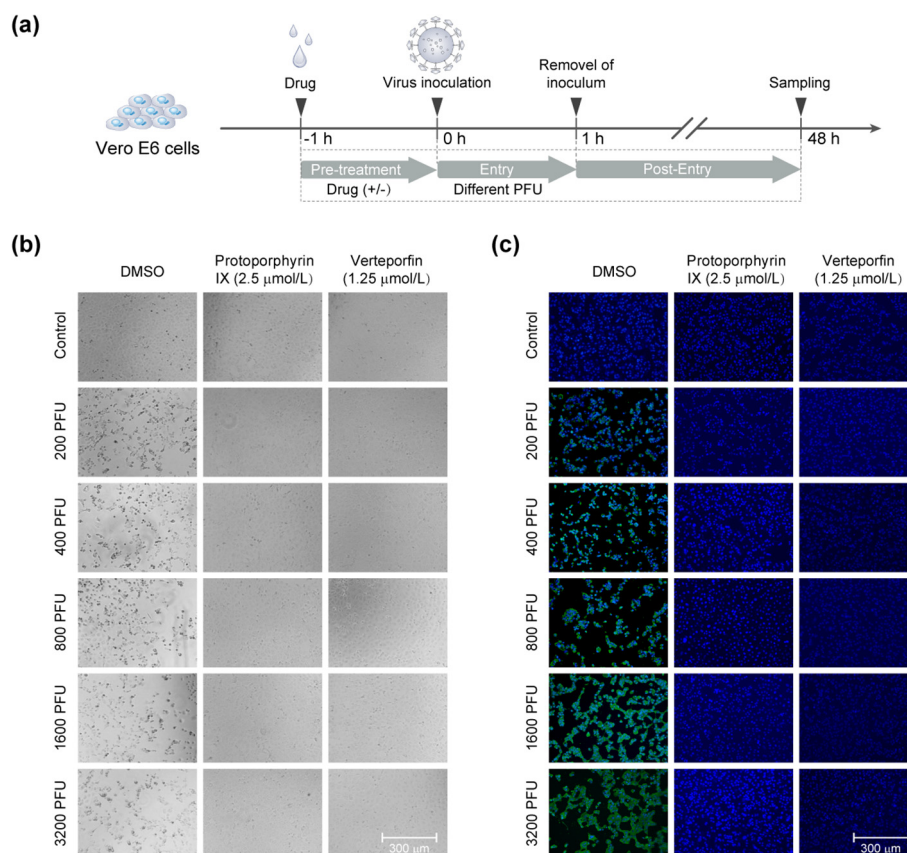 (a)
Drug
Virus inoculation
Removel of
inoculum
Sampling
Vero E6 cells
-1 h
0 h
1 h
48 h
Pre-treatment
Entry
Post-Entry
Drug (+/-)
Different PFU
(b)
DMSO
Protoporphyrin
IX (2.5 μmol/L)
Verteporfin
(1.25 μmol/L)
Control
200 PFU
400 PFU
800 PFU
1600 PFU
3200 PFU
300 μm
(c)
DMSO
Protoporphyrin
IX (2.5 μmol/L)
Verteporfin
(1.25 μmol/L)
Control
200 PFU
400 PFU
800 PFU
1600 PFU
3200 PFU
300 μm